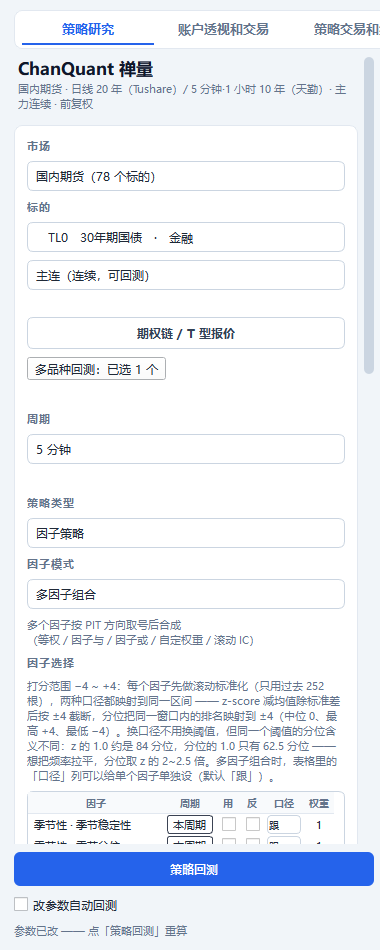 策略研究 账户透视和交易 策略交易和
ChanQuant 禅量
国内期货 · 日线 20 年（Tushare）/ 5 分钟·1 小时 10 年（天勤）· 主
力连续 · 前复权
市场
国内期货（78 个标的）
标的
TL0 30年期国债 · 金融
主连（连续，可回测）
期权链 / T 型报价
多品种回测：已选 1 个
周期
5 分钟
策略类型
因子策略
因子模式
多因子组合
多个因子按 PIT 方向取号后合成
（等权 / 因子与 / 因子或 / 自定权重 / 滚动 IC）
因子选择
打分范围 −4 ~ +4：每个因子先做滚动标准化（只用过去 252
根），两种口径都映射到同一区间 —— z-score 减均值除标准差
后按 ±4 截断，分位把同一窗口内的排名映射到 ±4（中位 0、最
高 +4、最低 −4）。换口径不用换阈值，但同一个阈值的分位含
义不同：z 的 1.0 约是 84 分位，分位的 1.0 只有 62.5 分位 ——
想把频率拉平，分位取 z 的 2~2.5 倍。多因子组合时，表格里的
「口径」列可以给单个因子单独设（默认「跟」）。
因子 周期 用 反 口径 权重
季节性 · 季节稳定性 本周期 跟 1
策略回测
改参数自动回测
参数已改 —— 点「策略回测」重算